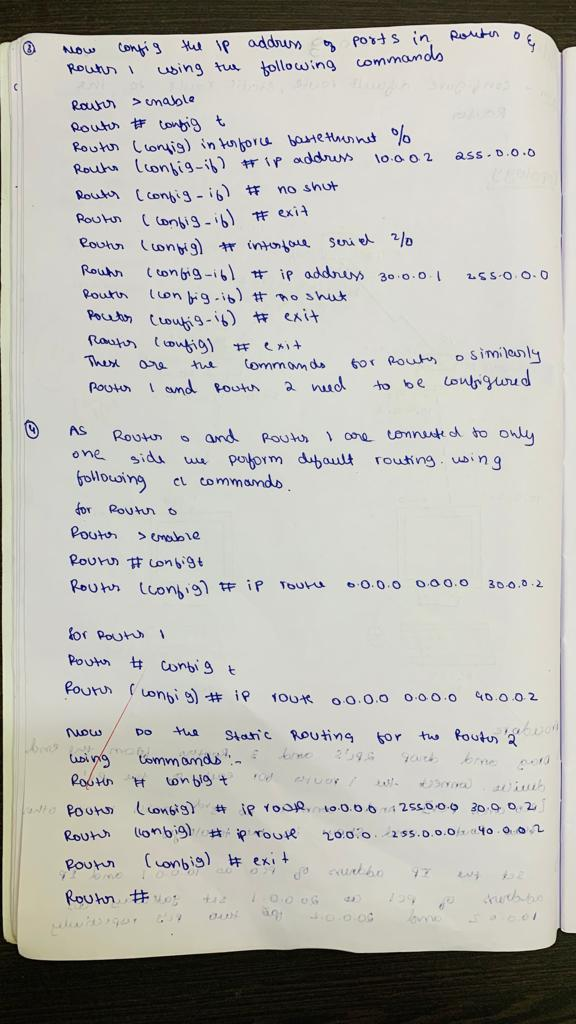 ③ Now config the IP address of ports in Router 0 &
Router 1 using the following commands
Router >enable
Router # config t
Router (config) interforce fastethernet 0/0
Router (config-if) # ip address 10.0.0.2 255.0.0.0
Router (config-if) # no shut
Router (config-if) # exit
Router (config) # interface seriel 2/0
Router (config-if) # ip address 30.0.0.1 255.0.0.0
Router (config-if) # no shut
Router (config-if) # exit
Router (config) # exit
These are the commands for Router 0 similarly
Router 1 and Router 2 need to be configured
④ As Router 0 and Router 1 are connected to only
one side we perform default routing. using
following cl commands.
for Router 0
Router >enable
Router # config t
Router (config) # ip route 0.0.0.0 0.0.0.0 30.0.0.2
for Router 1
Router # config t
Router (config) # ip route 0.0.0.0 0.0.0.0 40.0.0.2
Now Do the Static Routing for the Router 2
using commands :-
Router # config t
Router (config) # ip route 10.0.0.0 255.0.0.0 30.0.0.2
Router (config) # ip route 20.0.0. 255.0.0.0 40.0.0.2
Router (config) # exit
Router #